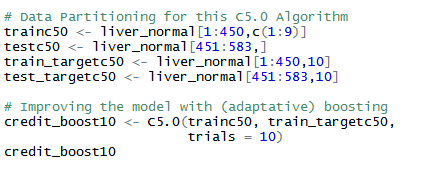 # Data Partitioning for this C5.0 Algorithm
trainc50 <- liver_normal[1:450,c(1:9)]
testc50 <- liver_normal[451:583,]
train_targetc50 <- liver_normal[1:450,10]
test_targetc50 <- liver_normal[451:583,10]
# Improving the model with (adaptative) boosting
credit_boost10 <- C5.0(trainc50, train_targetc50,
trials = 10)
credit_boost10